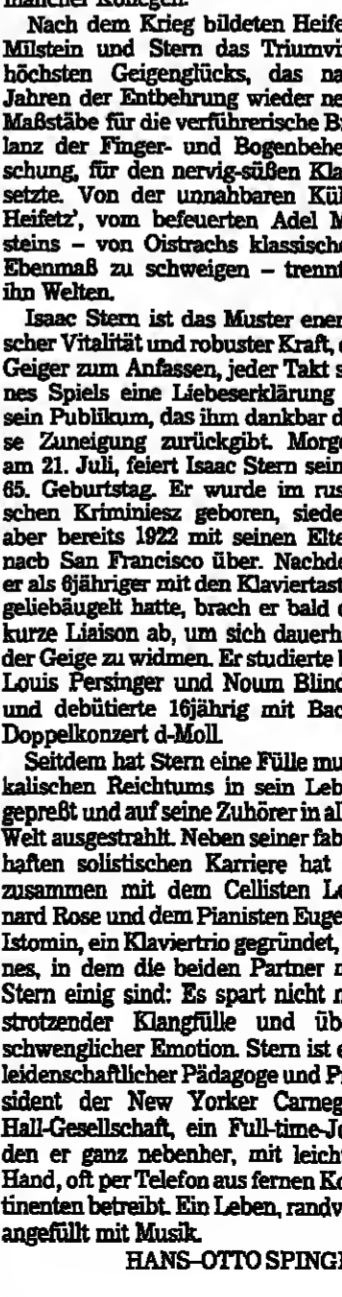 mancher Kollegen.
Nach dem Krieg bildeten Heife
Milstein und Stern das Triumvi
höchsten Geigenglücks, das na
Jahren der Entbehrung wieder ne
Maßstäbe für die verführerische B
lanz der Finger- und Bogenbehe
schung, für den nervig-süßen Kla
setzte. Von der unnahbaren Kü
Heifetz', vom befeuerten Adel M
steins – von Oistrachs klassische
Ebenmaß zu schweigen – trennt
ihn Welten.
Isaac Stern ist das Muster ener
scher Vitalität und robuster Kraft, e
Geiger zum Anfassen, jeder Takt s
nes Spiels eine Liebeserklärung
sein Publikum, das ihm dankbar d
se Zuneigung zurückgibt. Morge
am 21. Juli, feiert Isaac Stern sein
65. Geburtstag. Er wurde im rus
schen Kriminiesz geboren, siede
aber bereits 1922 mit seinen Elte
nach San Francisco über. Nachde
er als 6jähriger mit den Klaviertast
geliebäugelt hatte, brach er bald d
kurze Liaison ab, um sich dauerh
der Geige zu widmen. Er studierte b
Louis Persinger und Noum Blind
und debütierte 16jährig mit Bac
Doppelkonzert d-Moll.
Seitdem hat Stern eine Fülle mu
kalischen Reichtums in sein Leb
gepreßt und auf seine Zuhörer in al
Welt ausgestrahlt. Neben seiner fab
haften solistischen Karriere hat
zusammen mit dem Cellisten Le
nard Rose und dem Pianisten Euge
Istomin, ein Klaviertrio gegründet,
nes, in dem die beiden Partner m
Stern einig sind: Es spart nicht m
strotzender Klangfülle und üb
schwenglicher Emotion. Stern ist e
leidenschaftlicher Pädagoge und P
sident der New Yorker Carneg
Hall-Gesellschaft, ein Full-time-Jo
den er ganz nebenher, mit leich
Hand, oft per Telefon aus fernen Ko
tinenten betreibt. Ein Leben, randv
angefüllt mit Musik.
HANS-OTTO SPINGE